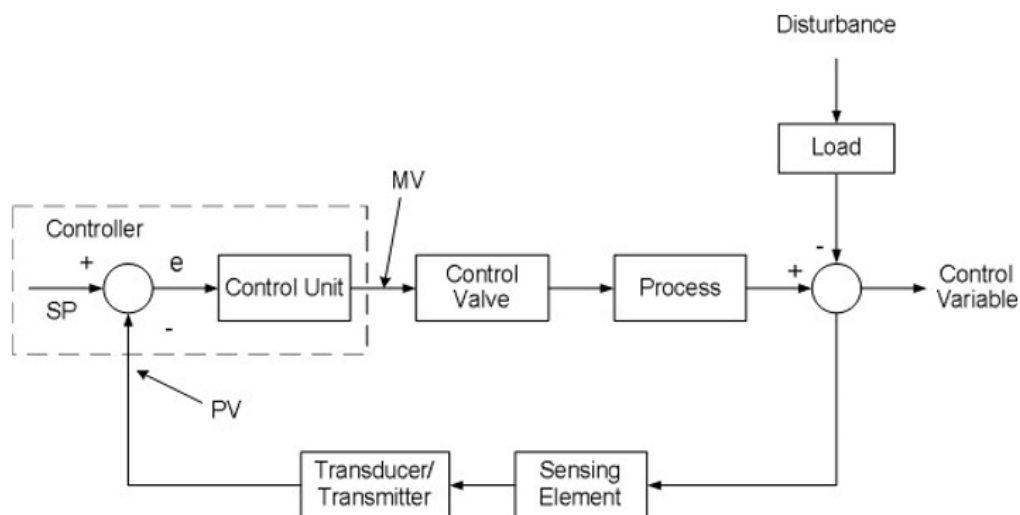 Disturbance
Load
MV
Controller
+
e
Control Unit
SP
-
Control
Valve
Process
+
-
Control
Variable
PV
Transducer/
Transmitter
Sensing
Element